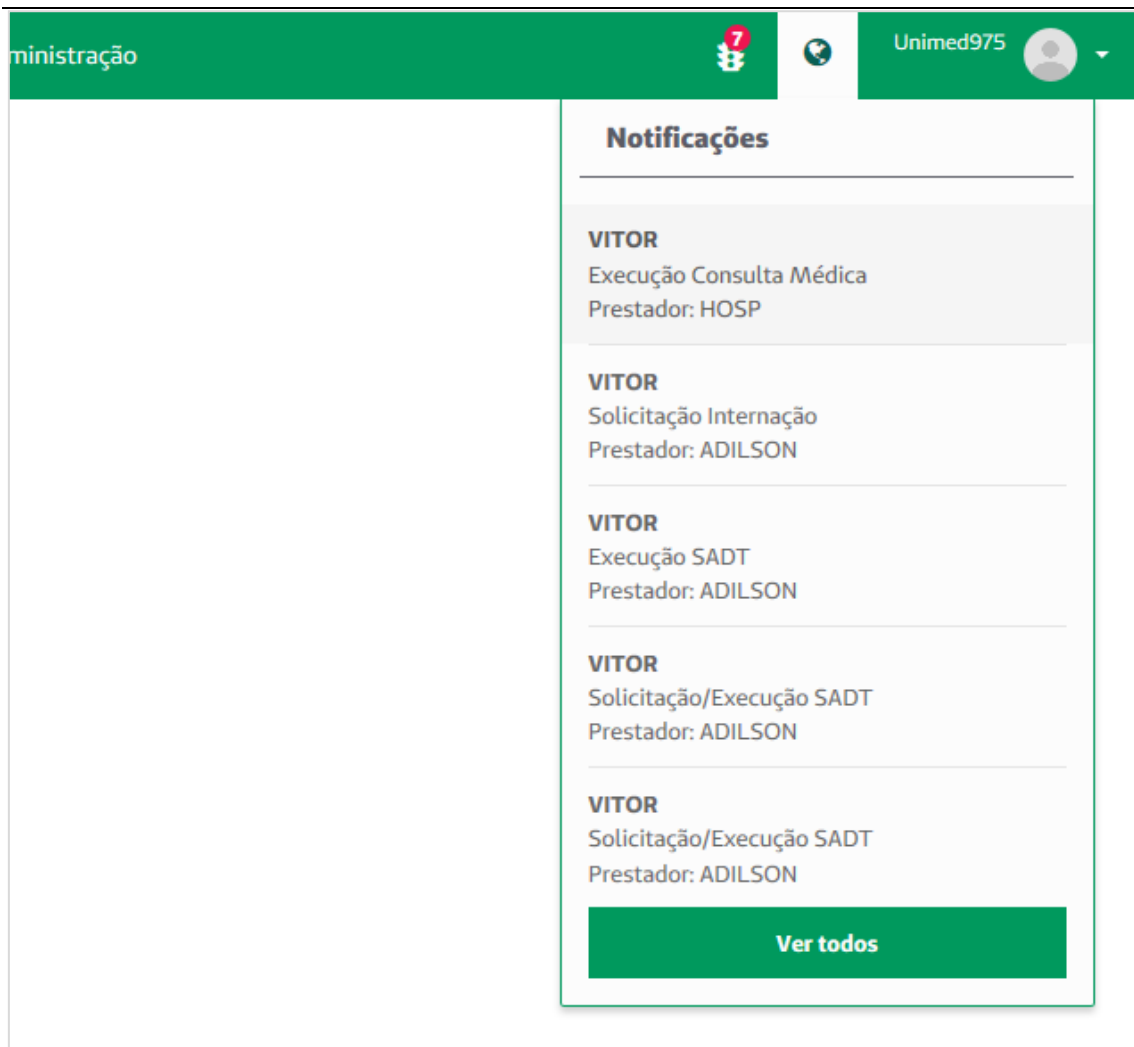 ministração
7
Unimed975
Notificações
VITOR
Execução Consulta Médica
Prestador: HOSP
VITOR
Solicitação Internação
Prestador: ADILSON
VITOR
Execução SADT
Prestador: ADILSON
VITOR
Solicitação/Execução SADT
Prestador: ADILSON
VITOR
Solicitação/Execução SADT
Prestador: ADILSON
Ver todos